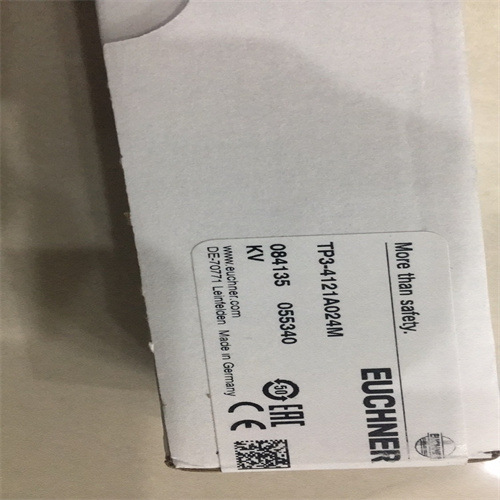 More than safety.
EUCHNER
TP3-4121A024M
084135 055340
KV
50
EAC
CE
www.euchner.com
DE-70771 Leinfelden Made in Germany